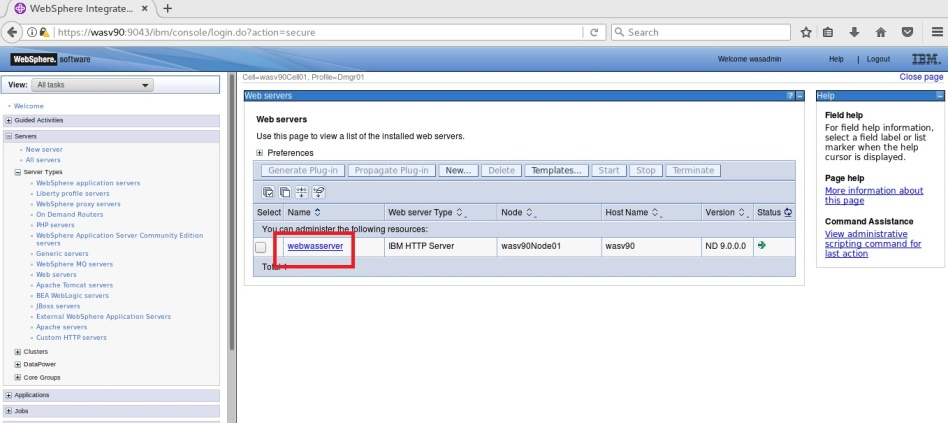 WebSphere Integrate...
https://wasv90:9043/ibm/console/login.do?action=secure
Search
WebSphere. software
Welcome wasadmin
Help | Logout
IBM.
View: All tasks
Cell=wasv90Cell01, Profile=Dmgr01
Close page
Welcome
Guided Activities
Servers
New server
All servers
Server Types
WebSphere application servers
Liberty profile servers
WebSphere proxy servers
On Demand Routers
PHP servers
WebSphere Application Server Community Edition
servers
Generic servers
WebSphere MQ servers
Web servers
Apache Tomcat servers
BEA WebLogic servers
JBoss servers
External WebSphere Application Servers
Apache servers
Custom HTTP servers
Clusters
DataPower
Core Groups
Applications
Jobs
Web servers
Web servers
Use this page to view a list of the installed web servers.
Preferences
Generate Plug-in Propagate Plug-in New... Delete Templates... Start Stop Terminate
Select Name Web server Type Node Host Name Version Status
You can administer the following resources:
webwasserver IBM HTTP Server wasv90Node01 wasv90 ND 9.0.0.0
Total 1
Help
Field help
For field help information,
select a field label or list
marker when the help
cursor is displayed.
Page help
More information about
this page
Command Assistance
View administrative
scripting command for
last action